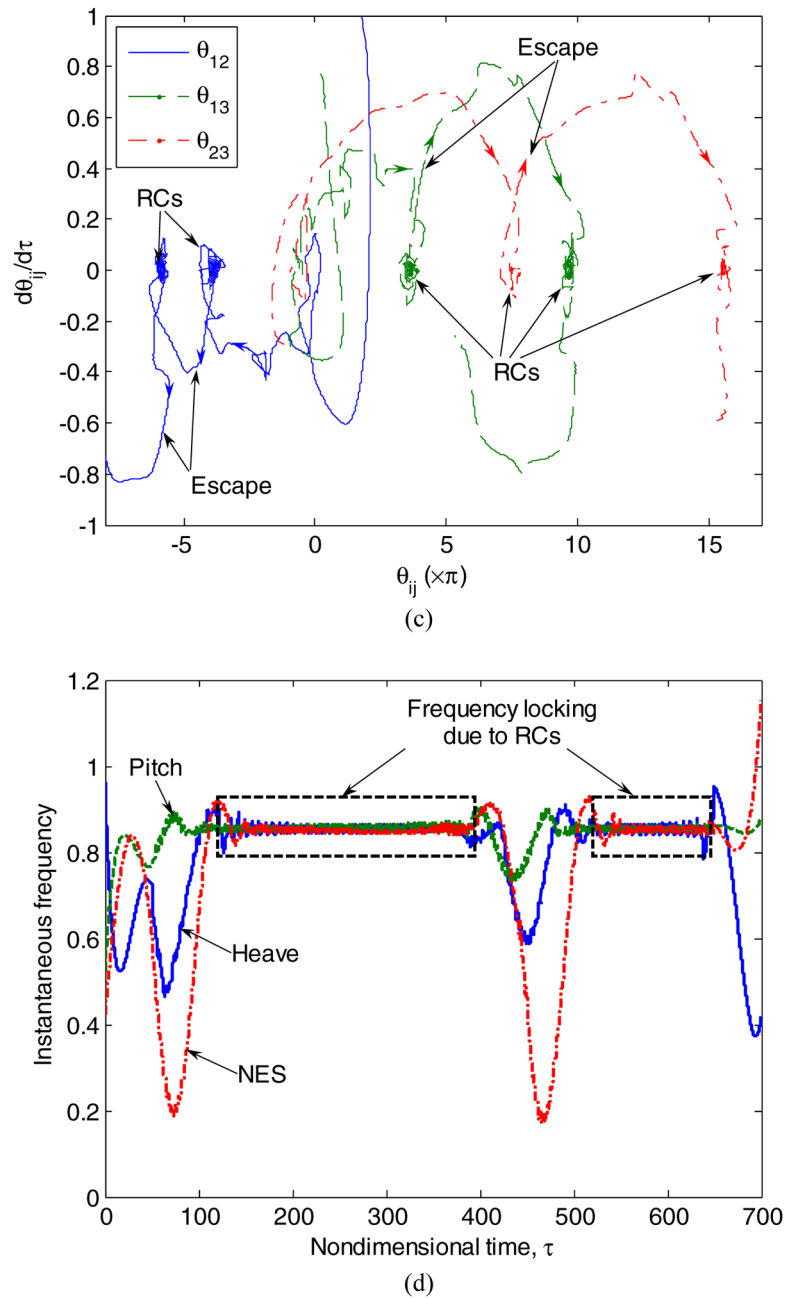 1
0.8
0.6
0.4
0.2
0
-0.2
-0.4
-0.6
-0.8
-1
dθij/dτ
θ12
θ13
θ23
RCs
Escape
Escape
RCs
-5
0
5
10
15
θij (×π)
(c)
1.2
1
0.8
0.6
0.4
0.2
0
Instantaneous frequency
Frequency locking
due to RCs
Pitch
Heave
NES
0
100
200
300
400
500
600
700
Nondimensional time, τ
(d)